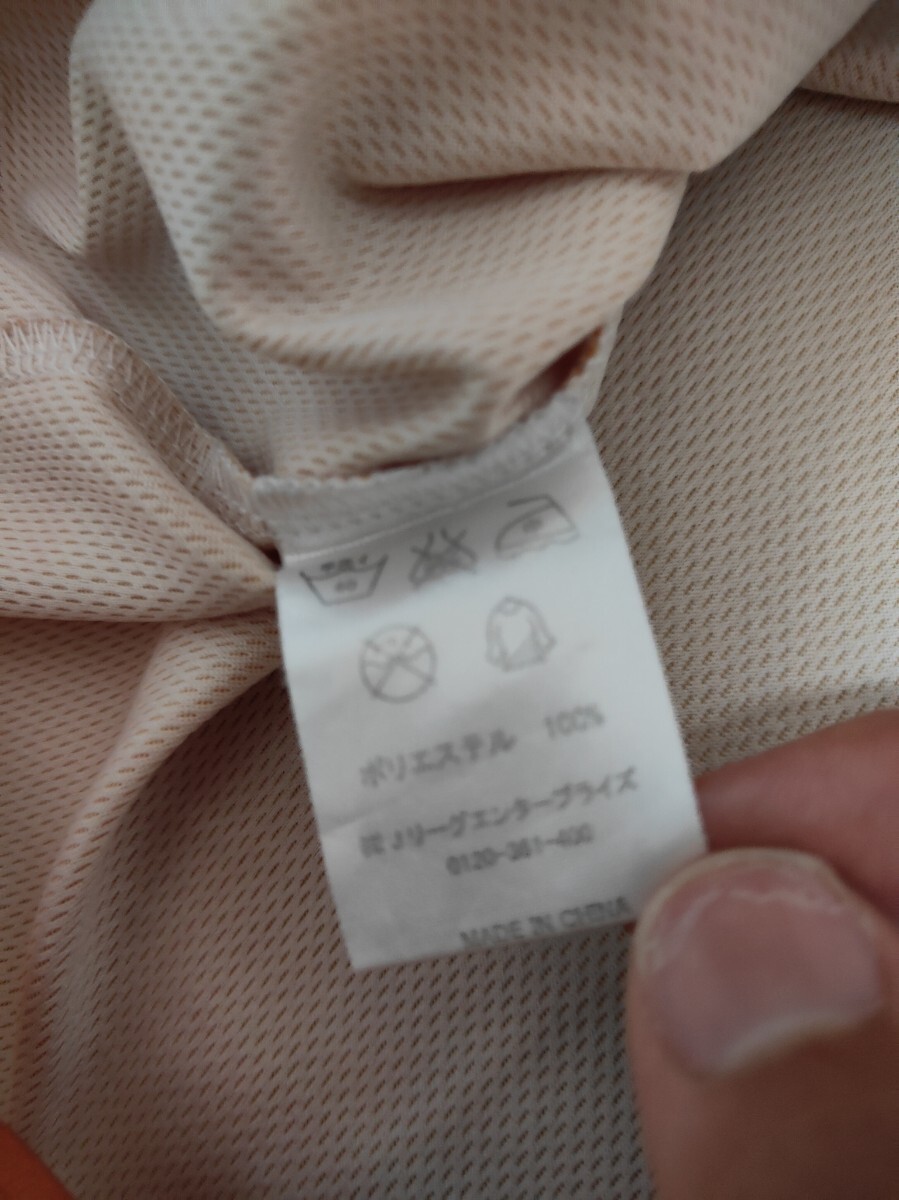 ポリエステル 100%
㈱Jリーグエンタープライズ
0120-361-400
MADE IN CHINA